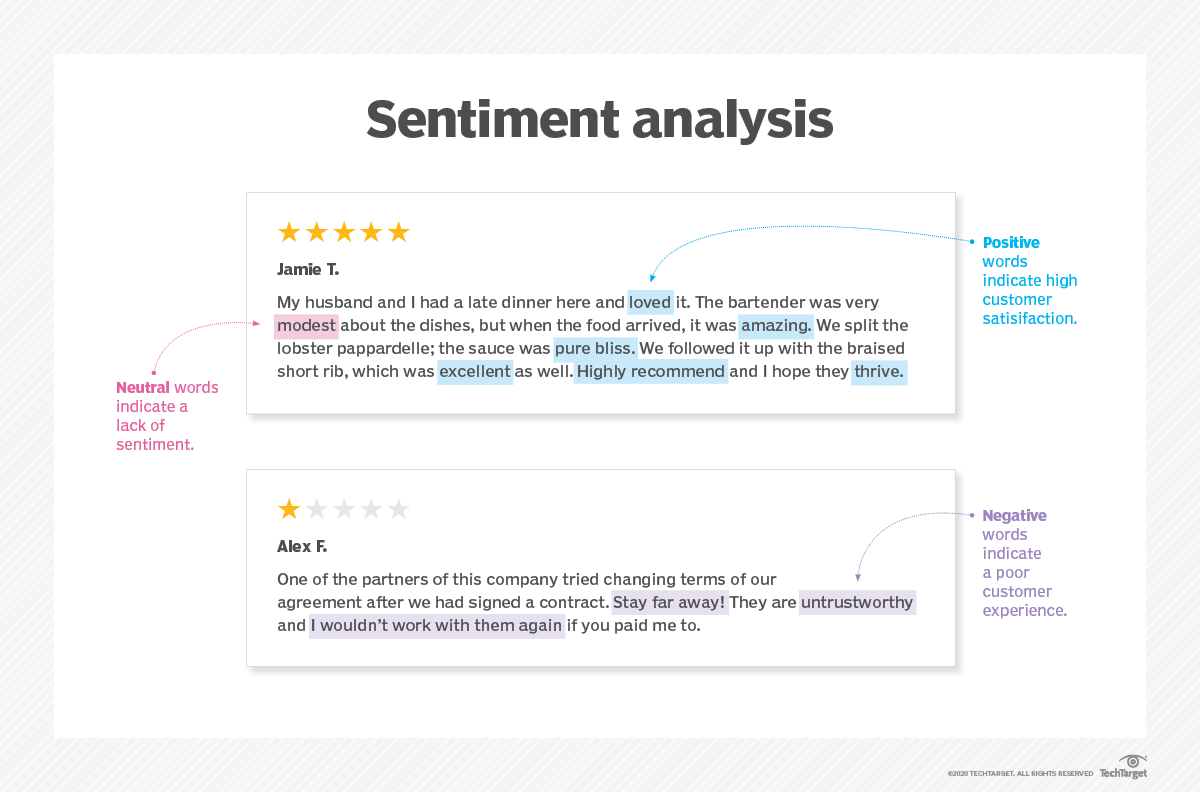 Sentiment analysis
Jamie T.
My husband and I had a late dinner here and loved it. The bartender was very
modest about the dishes, but when the food arrived, it was amazing. We split the
lobster pappardelle; the sauce was pure bliss. We followed it up with the braised
short rib, which was excellent as well. Highly recommend and I hope they thrive.
Positive
words
indicate high
customer
satisifaction.
Neutral words
indicate a
lack of
sentiment.
Alex F.
One of the partners of this company tried changing terms of our
agreement after we had signed a contract. Stay far away! They are untrustworthy
and I wouldn't work with them again if you paid me to.
Negative
words
indicate
a poor
customer
experience.
©2020 TECHTARGET. ALL RIGHTS RESERVED TechTarget